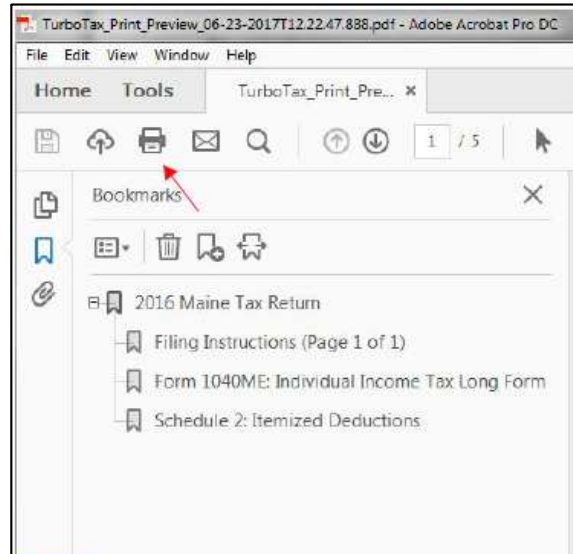 TurboTax_Print_Preview_06-23-2017T12.22.47.888.pdf - Adobe Acrobat Pro DC
File Edit View Window Help
Home Tools TurboTax_Print_Pre... ×
1 / 5
Bookmarks
2016 Maine Tax Return
Filing Instructions (Page 1 of 1)
Form 1040ME: Individual Income Tax Long Form
Schedule 2: Itemized Deductions